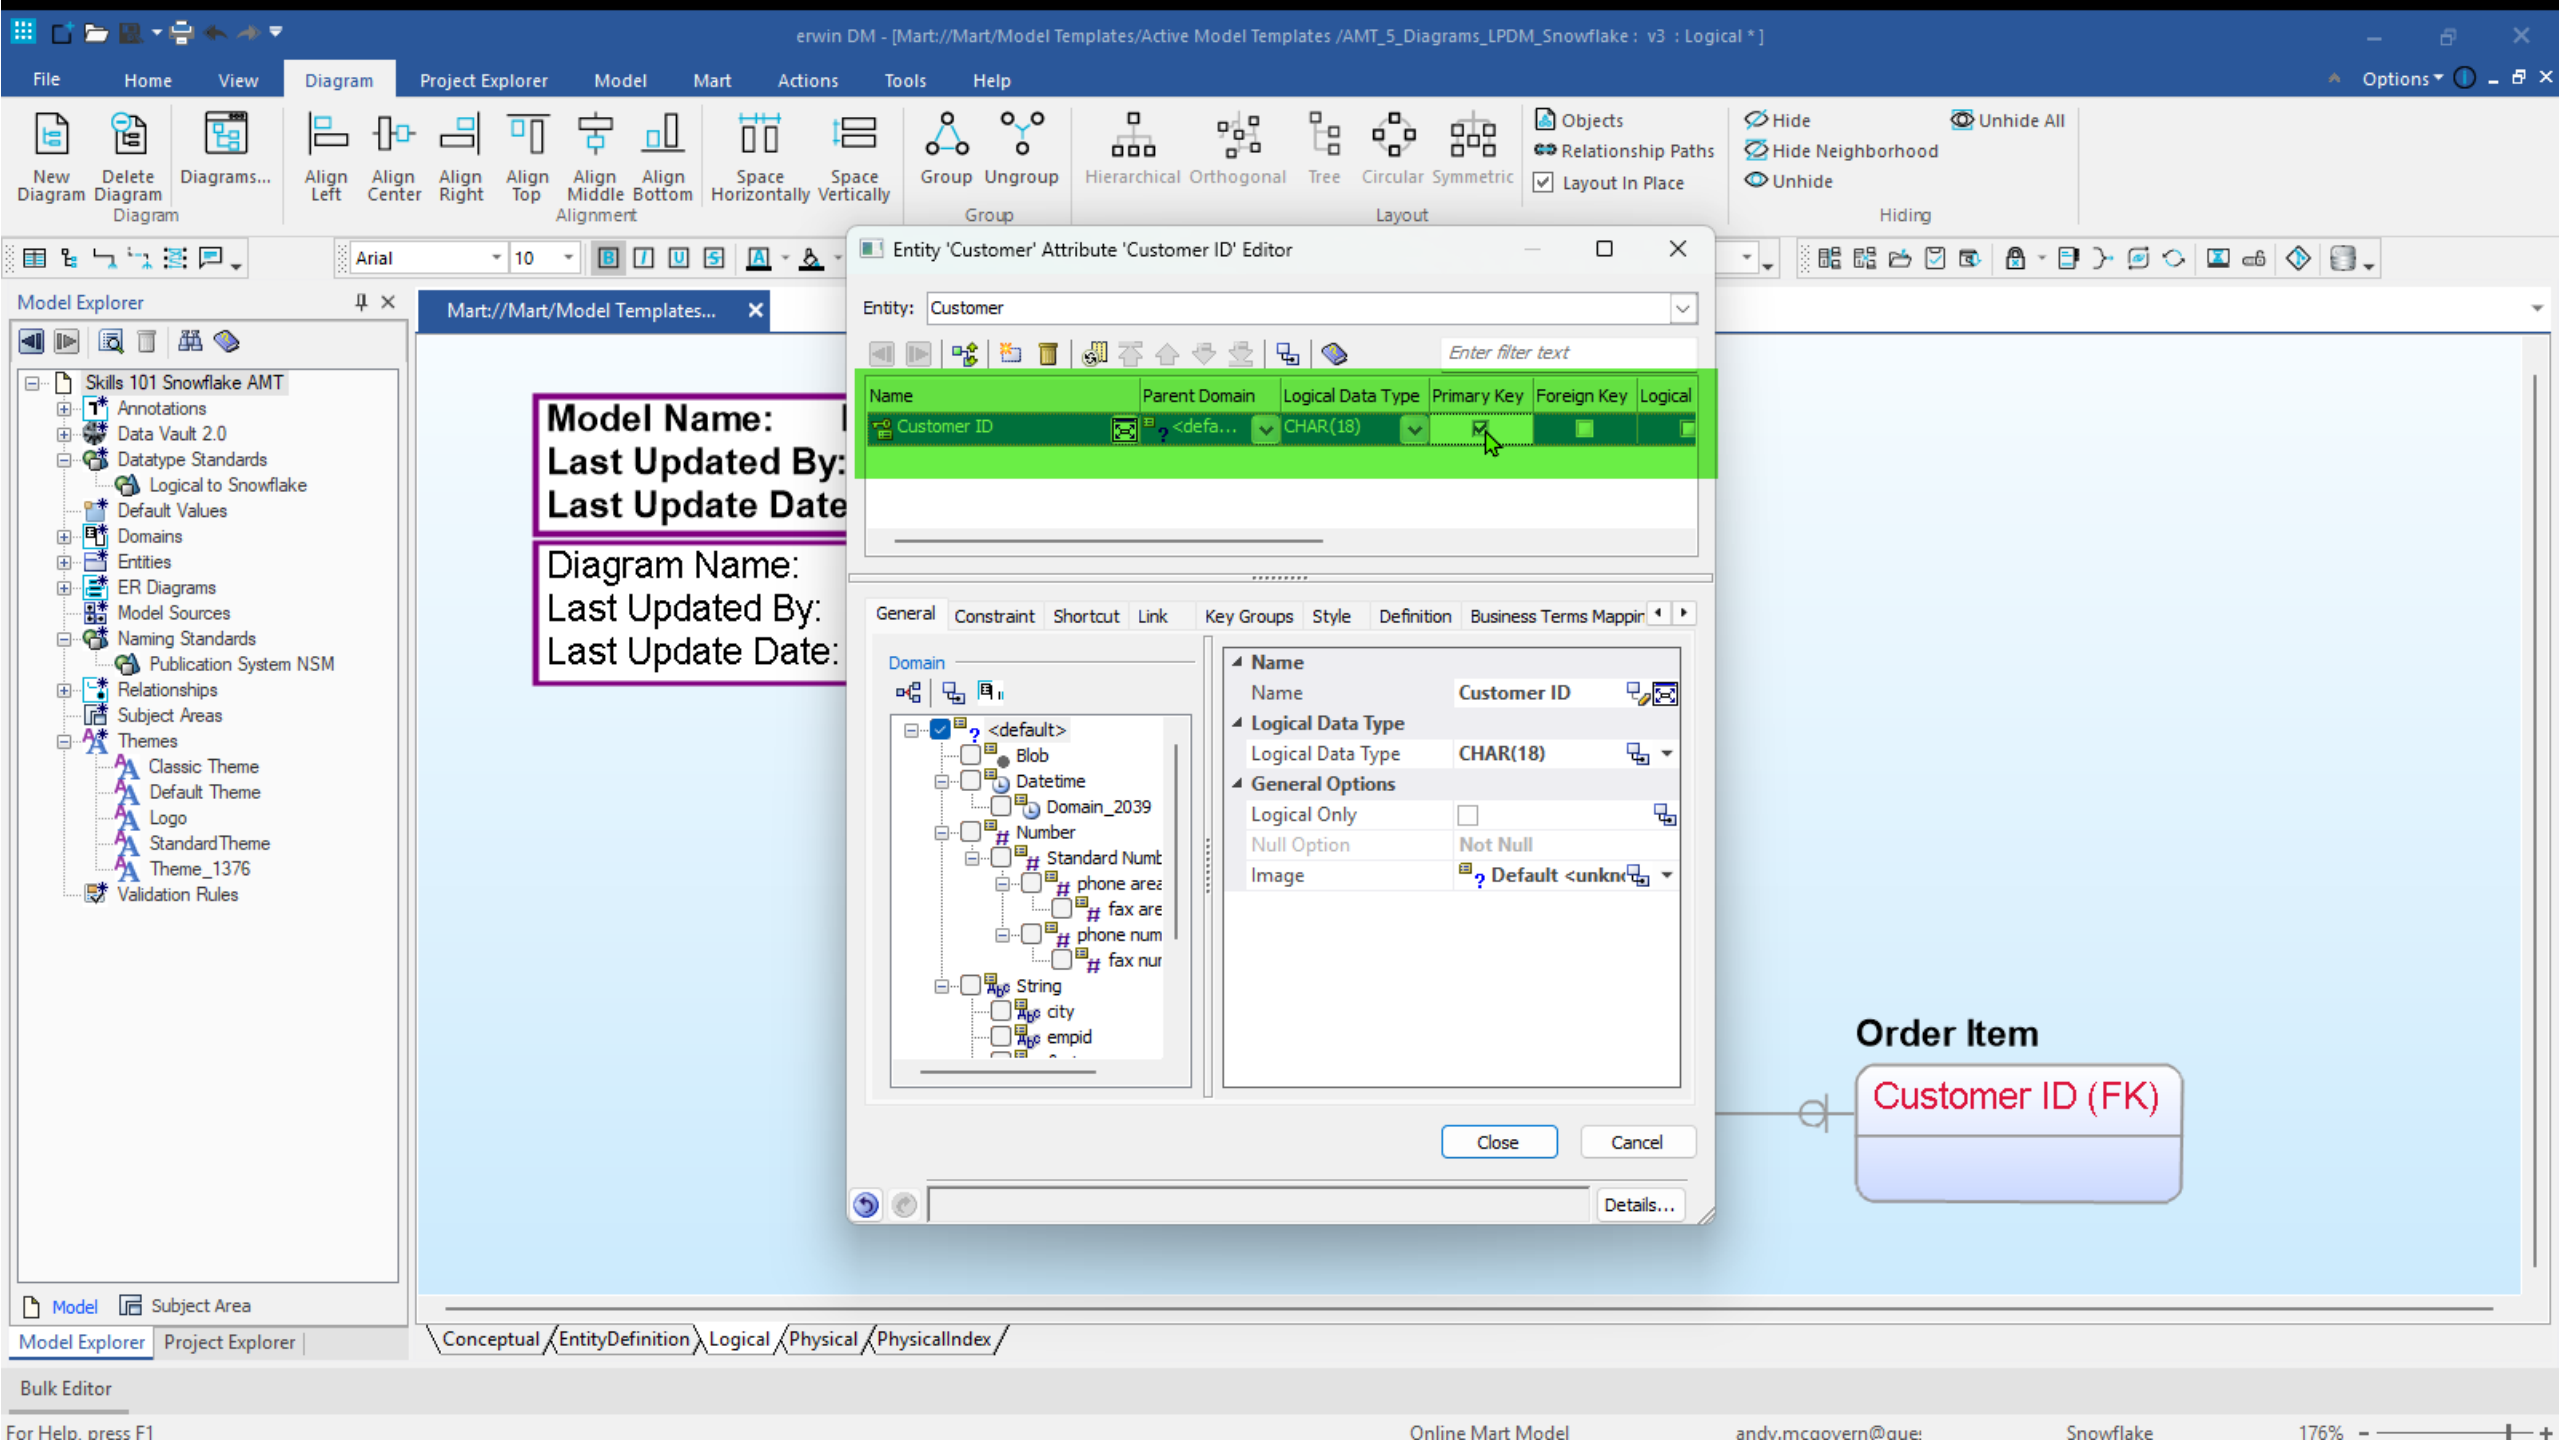 erwin DM - [Mart://Mart/Model Templates/Active Model Templates /AMT_5_Diagrams_LPDM_Snowflake : v3 : Logical * ]
File Home View Diagram Project Explorer Model Mart Actions Tools Help Options
New Diagram
Delete Diagram
Diagrams...
Diagram
Align Left
Align Center
Align Right
Align Top
Align Middle
Align Bottom
Space Horizontally
Space Vertically
Alignment
Group
Ungroup
Group
Hierarchical
Orthogonal
Tree
Circular
Symmetric
Objects
Relationship Paths
Layout In Place
Layout
Hide
Hide Neighborhood
Unhide
Unhide All
Hiding
Arial 10
Model Explorer
Skills 101 Snowflake AMT
Annotations
Data Vault 2.0
Datatype Standards
Logical to Snowflake
Default Values
Domains
Entities
ER Diagrams
Model Sources
Naming Standards
Publication System NSM
Relationships
Subject Areas
Themes
Classic Theme
Default Theme
Logo
StandardTheme
Theme_1376
Validation Rules
Model Subject Area
Model Explorer Project Explorer
Mart://Mart/Model Templates...
Model Name:
Last Updated By:
Last Update Date
Diagram Name:
Last Updated By:
Last Update Date:
Entity 'Customer' Attribute 'Customer ID' Editor
Entity: Customer
Enter filter text
Name Parent Domain Logical Data Type Primary Key Foreign Key Logical
Customer ID <defa... CHAR(18)
General Constraint Shortcut Link Key Groups Style Definition Business Terms Mappin
Domain
<default>
Blob
Datetime
Domain_2039
Number
Standard Numb
phone area
fax are
phone num
fax nur
String
city
empid
Name
Name Customer ID
Logical Data Type
Logical Data Type CHAR(18)
General Options
Logical Only
Null Option Not Null
Image Default <unkn
Close Cancel
Details...
Order Item
Customer ID (FK)
Conceptual EntityDefinition Logical Physical PhysicalIndex
Bulk Editor
For Help, press F1
Online Mart Model andy.mcgovern@que: Snowflake 176%